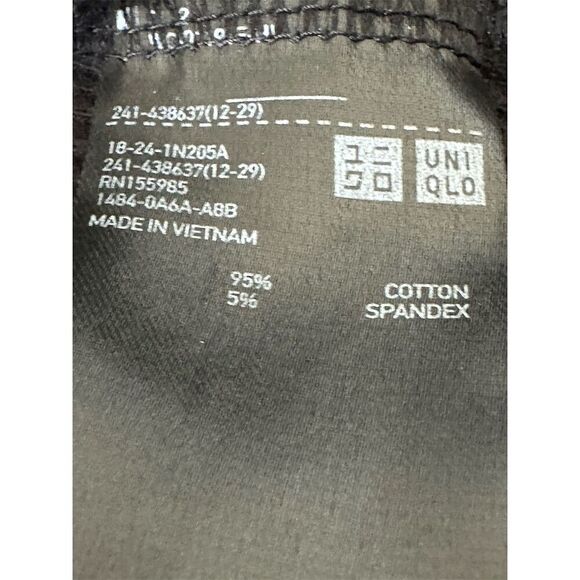 241-438637(12-29)
18-24-1N205A
241-438637(12-29)
RN155985
1484-0A6A-A8B
MADE IN VIETNAM
ユニ
クロ
UNI
QLO
95% COTTON
5% SPANDEX